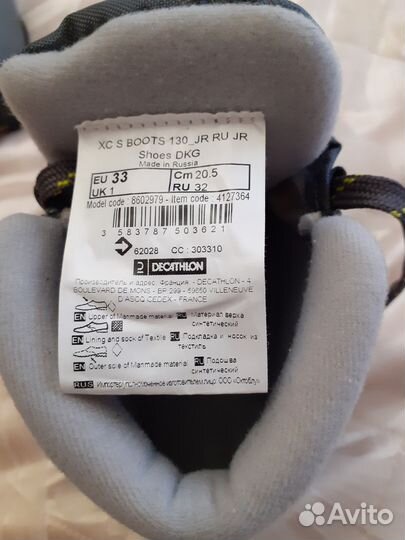 XC S BOOTS 130_JR RU JR
Shoes DKG
Made in Russia
EU 33 Cm 20.5
UK 1 RU 32
Model code : 8602979 - Item code : 4127364
3 583787 503621
62028 CC : 303310
DECATHLON
Производитель и адрес, Франция, - DECATHLON - 4
BOULEVARD DE MONS - BP 299 - 59650 VILLENEUVE
D'ASCQ CEDEX - FRANCE
EN Upper of Manmade material RU Материал верха синтетический
EN Lining and sock of Textile RU Подкладка и носок из текстиль
EN Outer sole of Manmade material RU Подошва синтетический
RUS Импортер/уполномоченное изготовителем лицо: ООО «Октоблу»
Avito